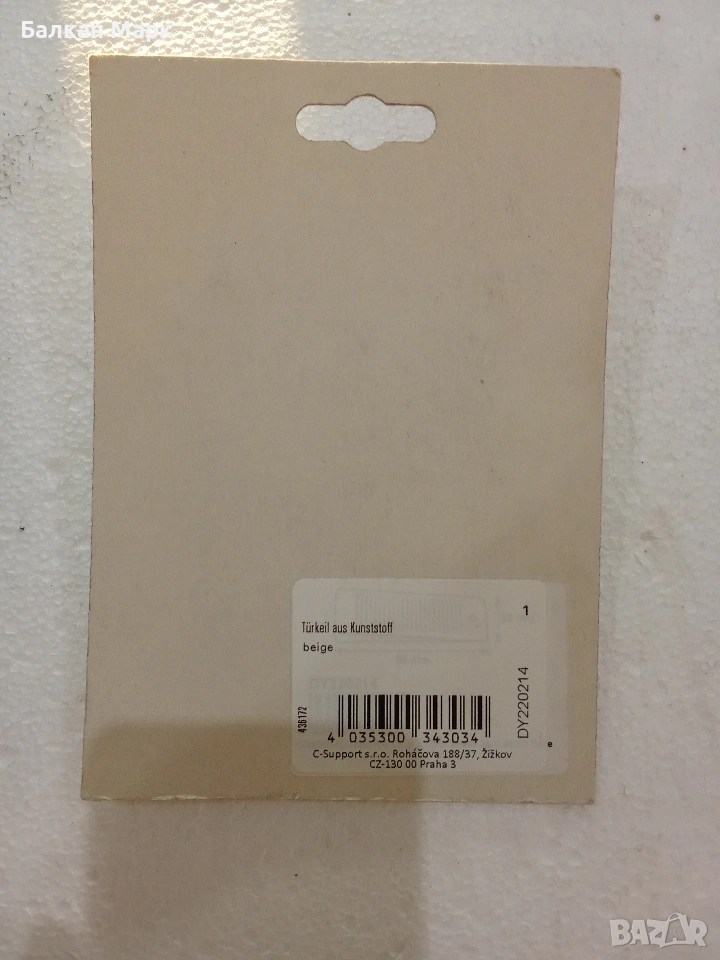 Балкан Марк
1
Türkeil aus Kunststoff
beige
DY220214
436172
4 035300 343034
e
C-Support s.r.o. Roháčova 188/37, Žižkov
CZ-130 00 Praha 3
BAZAR